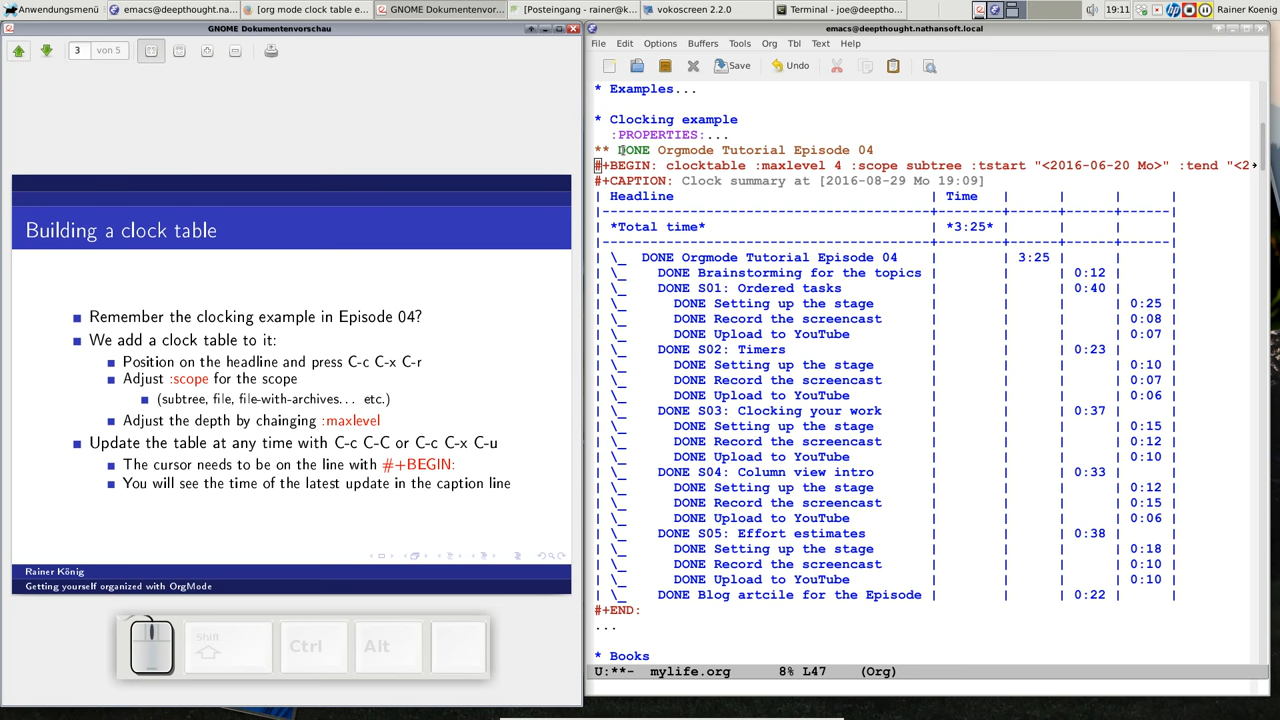 Anwendungsmenü
emacs@deepthought.nat...
[org mode clock table e...
GNOME Dokumentenvor...
[Posteingang - rainer@k...
vokoscreen 2.2.0
Terminal - joe@deeptho...
19:11
Rainer Koenig
GNOME Dokumentenvorschau
3 von 5
Building a clock table
Remember the clocking example in Episode 04?
We add a clock table to it:
Position on the headline and press C-c C-x C-r
Adjust :scope for the scope
(subtree, file, file-with-archives... etc.)
Adjust the depth by changing :maxlevel
Update the table at any time with C-c C-C or C-c C-x C-u
The cursor needs to be on the line with #+BEGIN:
You will see the time of the latest update in the caption line
Rainer König
Getting yourself organized with OrgMode
Shift
Ctrl
Alt
emacs@deepthought.nathansoft.local
File Edit Options Buffers Tools Org Tbl Text Help
Save Undo
* Examples...
* Clocking example
:PROPERTIES:...
** DONE Orgmode Tutorial Episode 04
#+BEGIN: clocktable :maxlevel 4 :scope subtree :tstart "<2016-06-20 Mo>" :tend "<2
#+CAPTION: Clock summary at [2016-08-29 Mo 19:09]
| Headline | Time | | | |
|-----------------------------------------+--------+------+------+------|
| *Total time* | *3:25* | | | |
|-----------------------------------------+--------+------+------+------|
| \_ DONE Orgmode Tutorial Episode 04 | | 3:25 | | |
| \_ DONE Brainstorming for the topics | | | 0:12 | |
| \_ DONE S01: Ordered tasks | | | 0:40 | |
| \_ DONE Setting up the stage | | | | 0:25 |
| \_ DONE Record the screencast | | | | 0:08 |
| \_ DONE Upload to YouTube | | | | 0:07 |
| \_ DONE S02: Timers | | | 0:23 | |
| \_ DONE Setting up the stage | | | | 0:10 |
| \_ DONE Record the screencast | | | | 0:07 |
| \_ DONE Upload to YouTube | | | | 0:06 |
| \_ DONE S03: Clocking your work | | | 0:37 | |
| \_ DONE Setting up the stage | | | | 0:15 |
| \_ DONE Record the screencast | | | | 0:12 |
| \_ DONE Upload to YouTube | | | | 0:10 |
| \_ DONE S04: Column view intro | | | 0:33 | |
| \_ DONE Setting up the stage | | | | 0:12 |
| \_ DONE Record the screencast | | | | 0:15 |
| \_ DONE Upload to YouTube | | | | 0:06 |
| \_ DONE S05: Effort estimates | | | 0:38 | |
| \_ DONE Setting up the stage | | | | 0:18 |
| \_ DONE Record the screencast | | | | 0:10 |
| \_ DONE Upload to YouTube | | | | 0:10 |
| \_ DONE Blog artcile for the Episode | | | 0:22 | |
#+END:
...
* Books
U:**- mylife.org 8% L47 (Org)